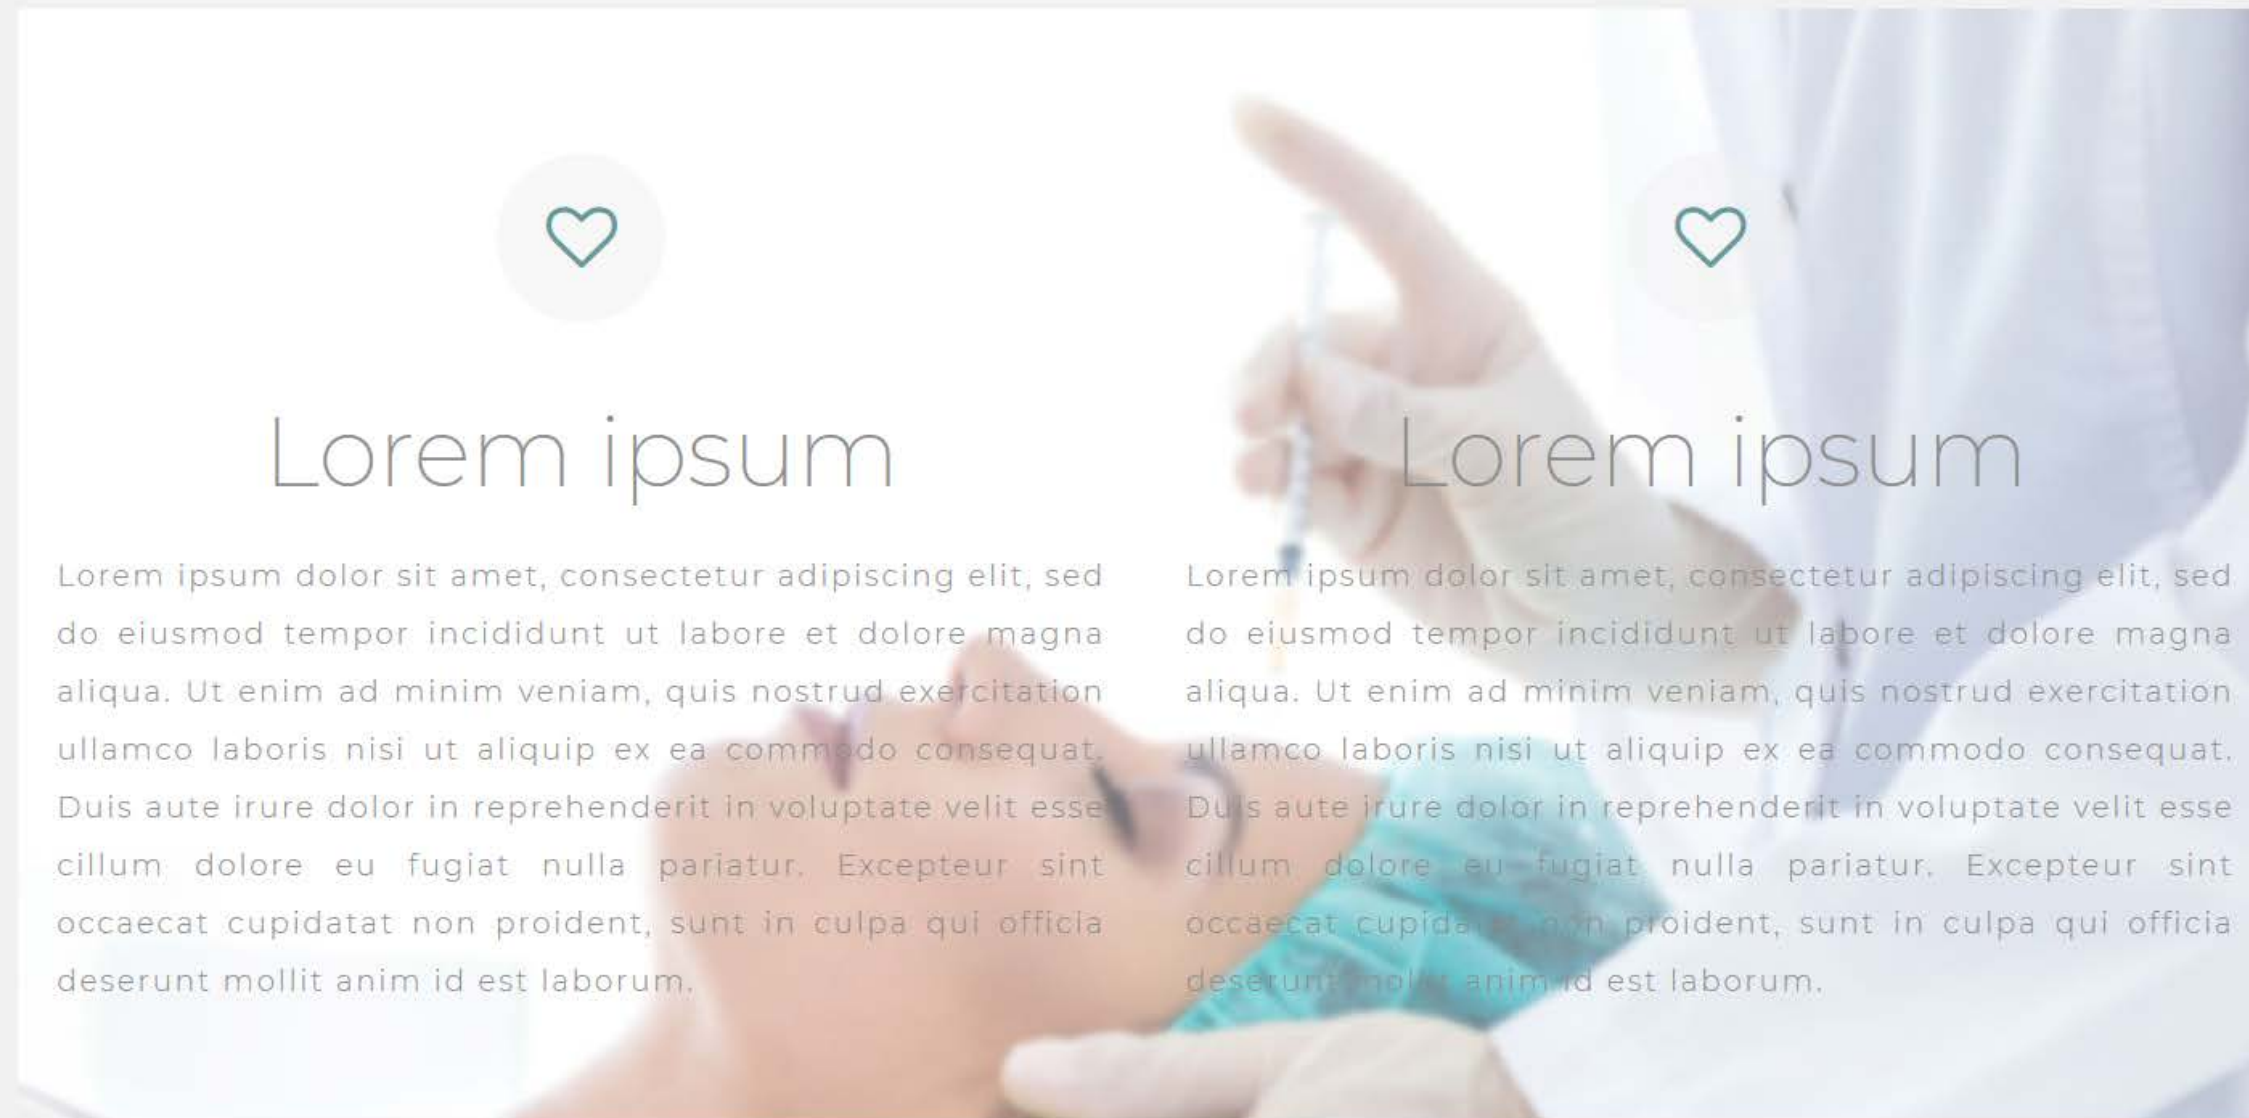 Lorem ipsum
Lorem ipsum dolor sit amet, consectetur adipiscing elit, sed
do eiusmod tempor incididunt ut labore et dolore magna
aliqua. Ut enim ad minim veniam, quis nostrud exercitation
ullamco laboris nisi ut aliquip ex ea commodo consequat.
Duis aute irure dolor in reprehenderit in voluptate velit esse
cillum dolore eu fugiat nulla pariatur. Excepteur sint
occaecat cupidatat non proident, sunt in culpa qui officia
deserunt mollit anim id est laborum.
Lorem ipsum
Lorem ipsum dolor sit amet, consectetur adipiscing elit, sed
do eiusmod tempor incididunt ut labore et dolore magna
aliqua. Ut enim ad minim veniam, quis nostrud exercitation
ullamco laboris nisi ut aliquip ex ea commodo consequat.
Duis aute irure dolor in reprehenderit in voluptate velit esse
cillum dolore eu fugiat nulla pariatur. Excepteur sint
occaecat cupidatat non proident, sunt in culpa qui officia
deserunt mollit anim id est laborum.